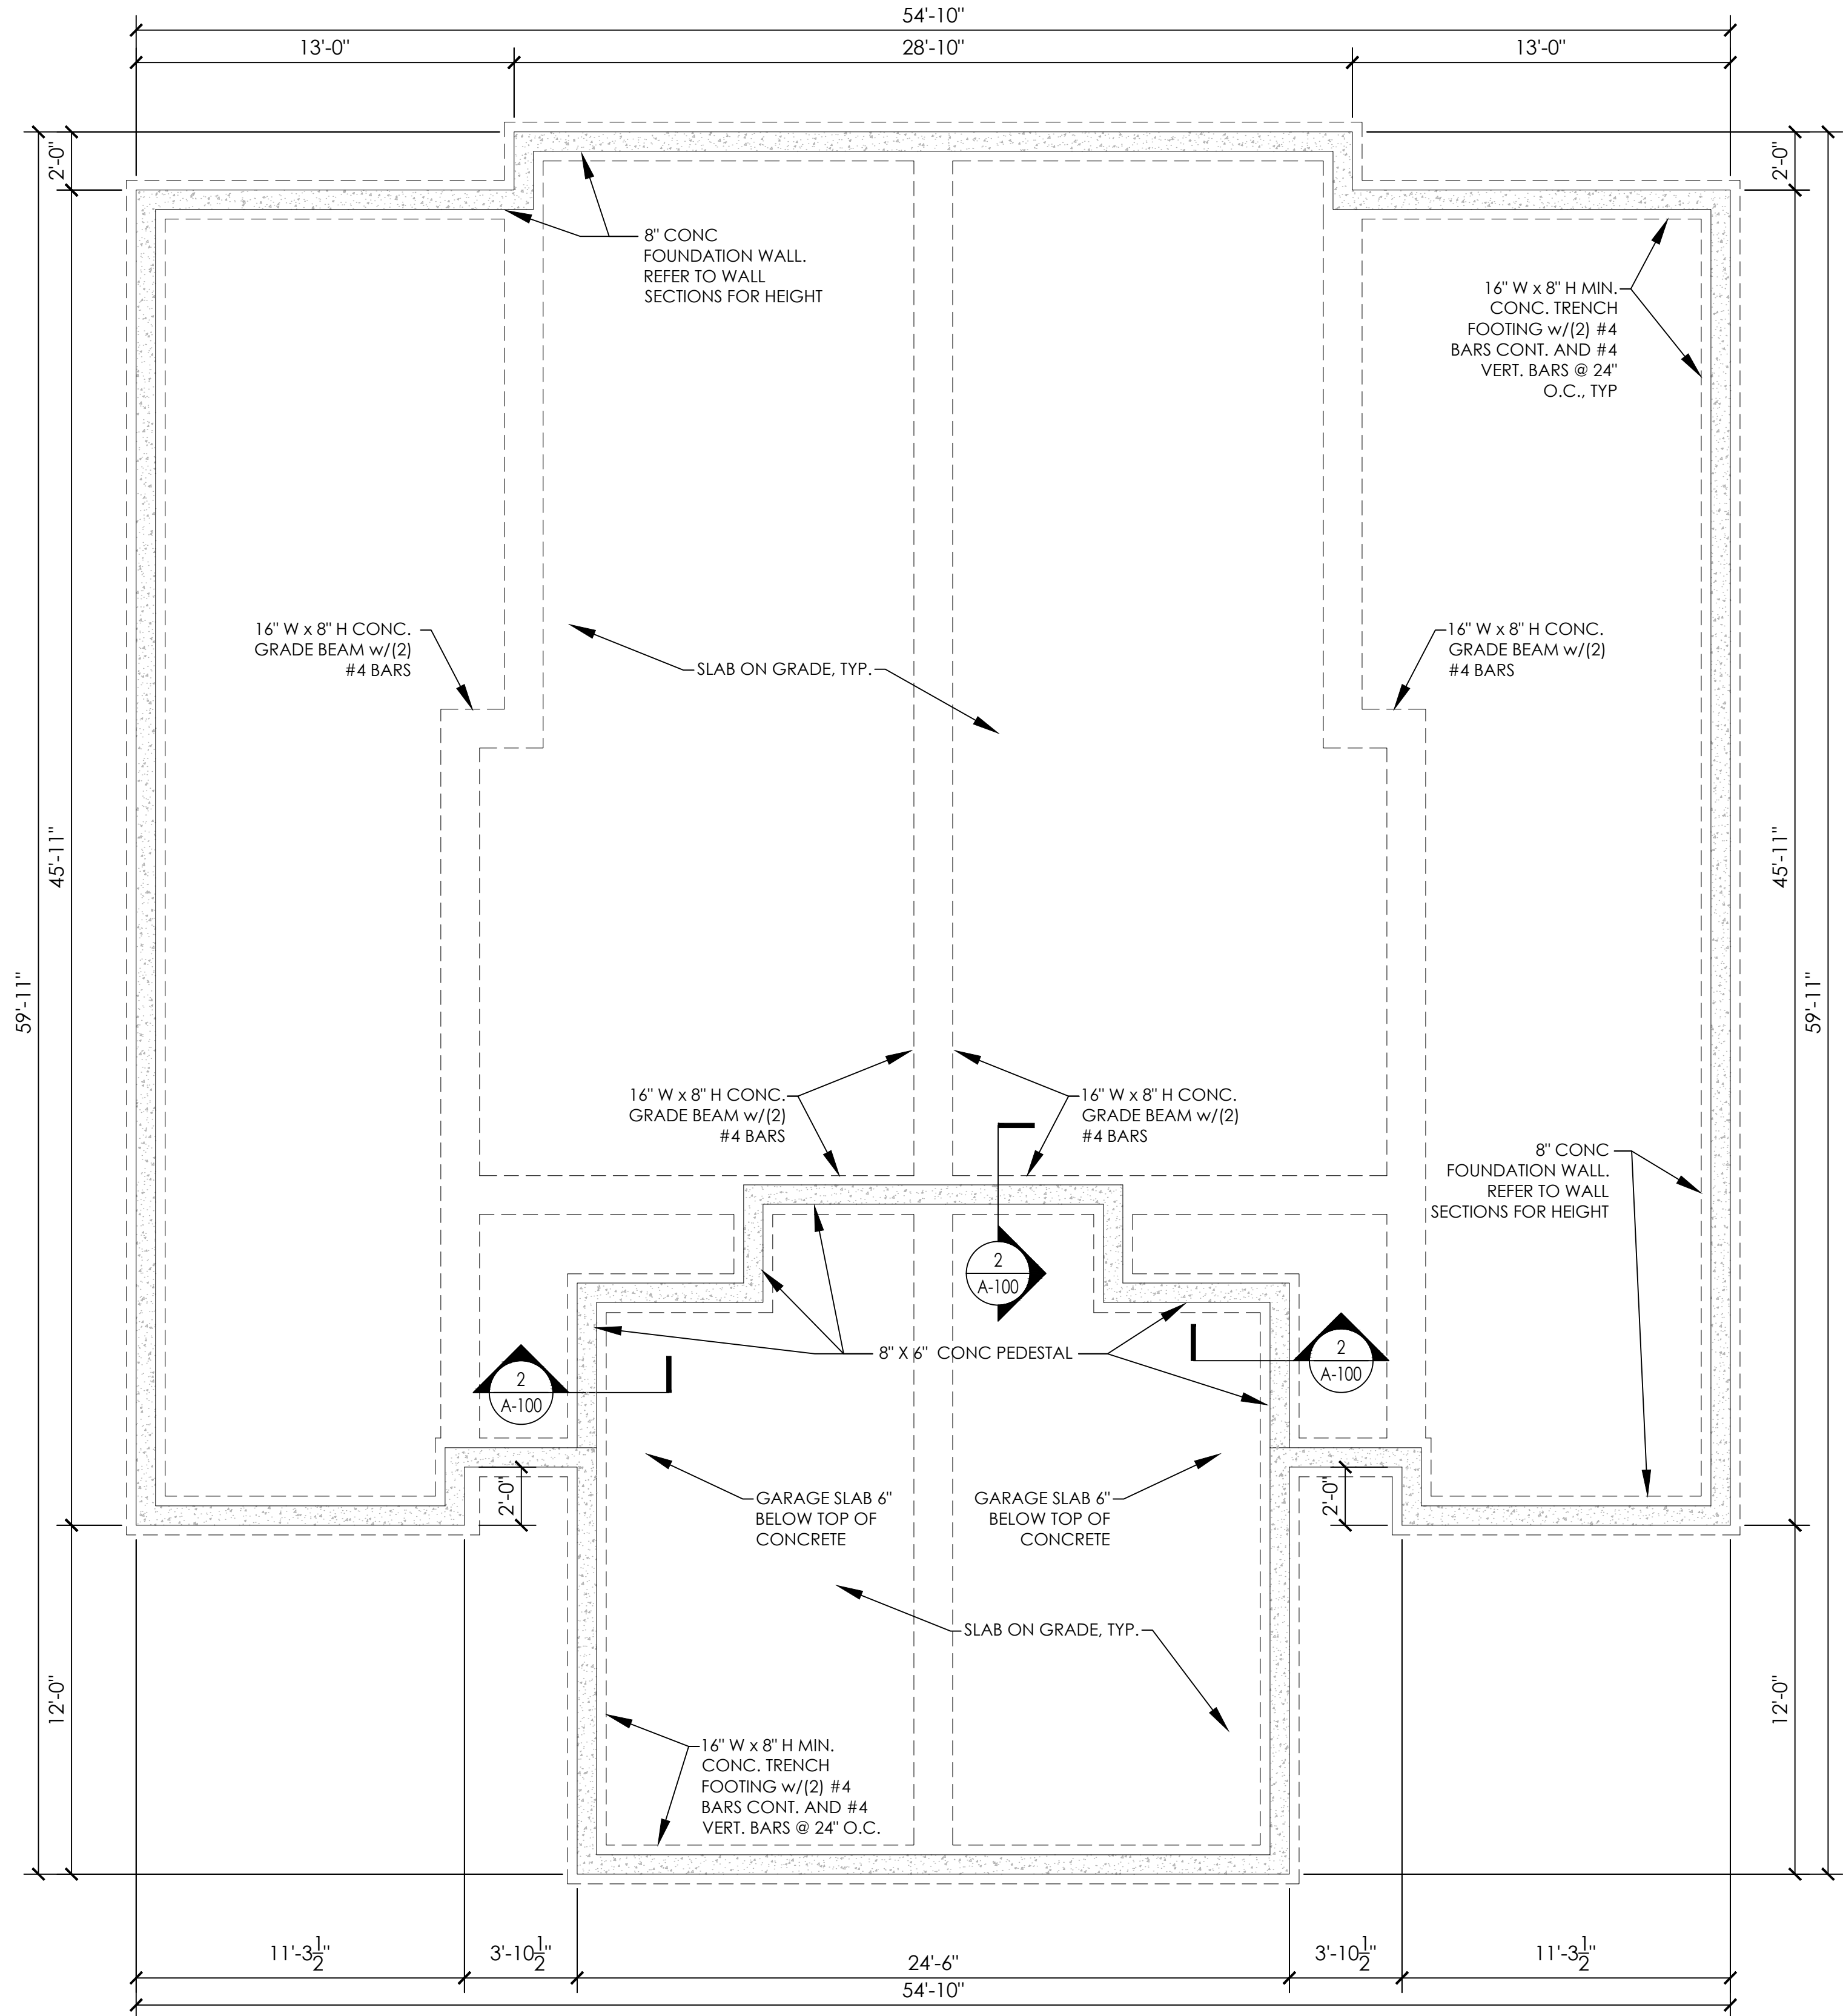 54'-10"
13'-0"
28'-10"
13'-0"
2'-0"
2'-0"
8" CONC
FOUNDATION WALL.
REFER TO WALL
SECTIONS FOR HEIGHT
16" W x 8" H MIN.
CONC. TRENCH
FOOTING w/(2) #4
BARS CONT. AND #4
VERT. BARS @ 24"
O.C., TYP
16" W x 8" H CONC.
GRADE BEAM w/(2)
#4 BARS
SLAB ON GRADE, TYP.
16" W x 8" H CONC.
GRADE BEAM w/(2)
#4 BARS
45'-11"
45'-11"
59'-11"
59'-11"
16" W x 8" H CONC.
GRADE BEAM w/(2)
#4 BARS
16" W x 8" H CONC.
GRADE BEAM w/(2)
#4 BARS
8" CONC
FOUNDATION WALL.
REFER TO WALL
SECTIONS FOR HEIGHT
2
A-100
8" X 6" CONC PEDESTAL
2
A-100
2
A-100
2'-0"
GARAGE SLAB 6"
BELOW TOP OF
CONCRETE
GARAGE SLAB 6"
BELOW TOP OF
CONCRETE
2'-0"
SLAB ON GRADE, TYP.
12'-0"
12'-0"
16" W x 8" H MIN.
CONC. TRENCH
FOOTING w/(2) #4
BARS CONT. AND #4
VERT. BARS @ 24" O.C.
11'-3 1/2"
3'-10 1/2"
24'-6"
3'-10 1/2"
11'-3 1/2"
54'-10"